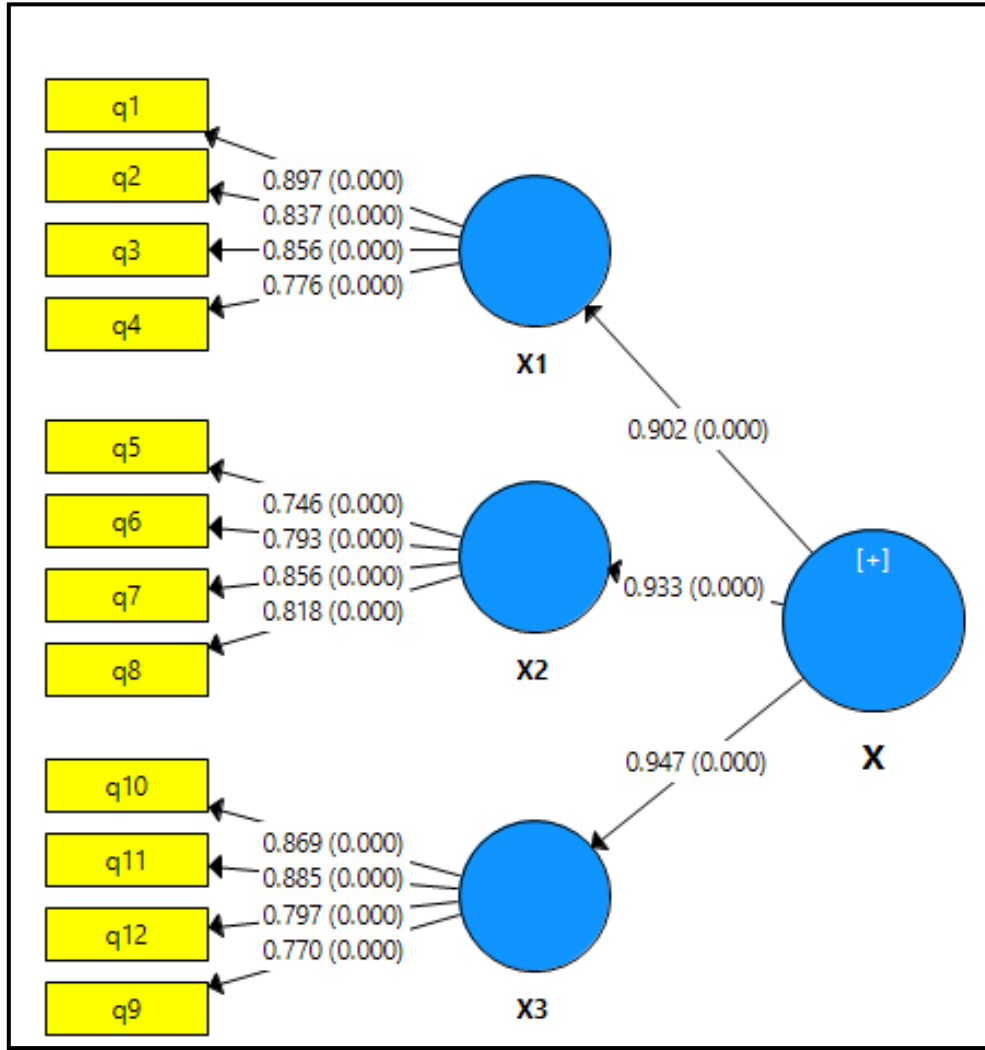 q1
q2
q3
q4
0.897 (0.000)
0.837 (0.000)
0.856 (0.000)
0.776 (0.000)
X1
0.902 (0.000)
q5
q6
q7
q8
0.746 (0.000)
0.793 (0.000)
0.856 (0.000)
0.818 (0.000)
X2
0.933 (0.000)
[+]
X
0.947 (0.000)
q10
q11
q12
q9
0.869 (0.000)
0.885 (0.000)
0.797 (0.000)
0.770 (0.000)
X3